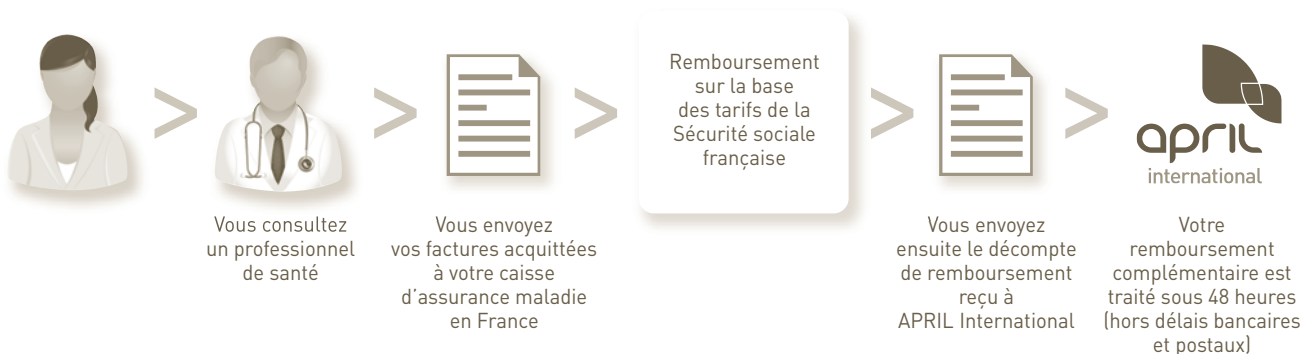 Vous consultez
un professionnel
de santé
Vous envoyez
vos factures acquittées
à votre caisse
d’assurance maladie
en France
Remboursement
sur la base
des tarifs de la
Sécurité sociale
française
Vous envoyez
ensuite le décompte
de remboursement
reçu à
APRIL International
april
international
Votre
remboursement
complémentaire est
traité sous 48 heures
(hors délais bancaires
et postaux)